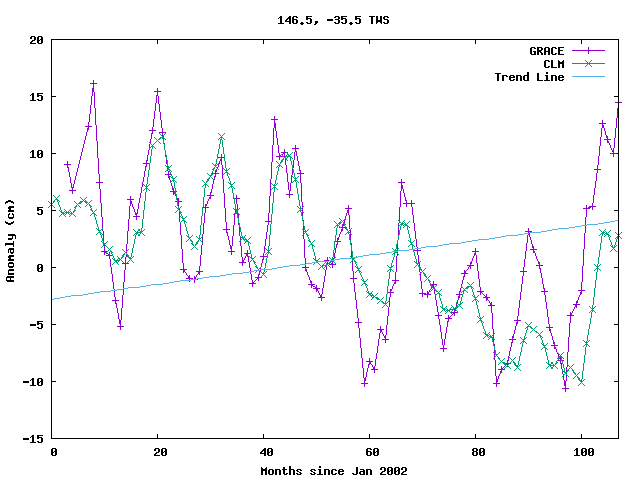 146.5, -35.5 TWS
GRACE
CLM
Trend Line
20
15
10
5
0
-5
-10
-15
Anomaly (cm)
0 20 40 60 80 100
Months since Jan 2002